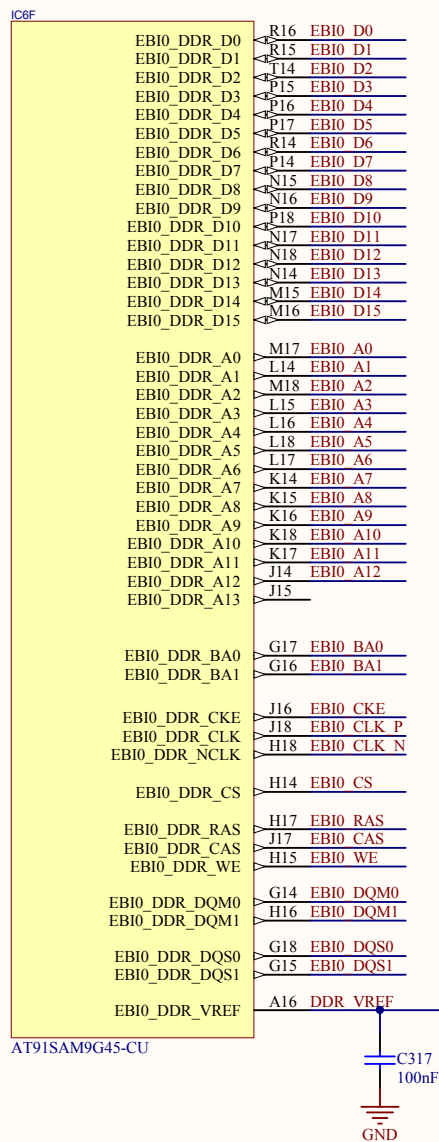 IC6F
EBI0_DDR_D0 R16 EBI0_D0
EBI0_DDR_D1 R15 EBI0_D1
EBI0_DDR_D2 T14 EBI0_D2
EBI0_DDR_D3 P15 EBI0_D3
EBI0_DDR_D4 P16 EBI0_D4
EBI0_DDR_D5 P17 EBI0_D5
EBI0_DDR_D6 R14 EBI0_D6
EBI0_DDR_D7 P14 EBI0_D7
EBI0_DDR_D8 N15 EBI0_D8
EBI0_DDR_D9 N16 EBI0_D9
EBI0_DDR_D10 P18 EBI0_D10
EBI0_DDR_D11 N17 EBI0_D11
EBI0_DDR_D12 N18 EBI0_D12
EBI0_DDR_D13 N14 EBI0_D13
EBI0_DDR_D14 M15 EBI0_D14
EBI0_DDR_D15 M16 EBI0_D15
EBI0_DDR_A0 M17 EBI0_A0
EBI0_DDR_A1 L14 EBI0_A1
EBI0_DDR_A2 M18 EBI0_A2
EBI0_DDR_A3 L15 EBI0_A3
EBI0_DDR_A4 L16 EBI0_A4
EBI0_DDR_A5 L18 EBI0_A5
EBI0_DDR_A6 L17 EBI0_A6
EBI0_DDR_A7 K14 EBI0_A7
EBI0_DDR_A8 K15 EBI0_A8
EBI0_DDR_A9 K16 EBI0_A9
EBI0_DDR_A10 K18 EBI0_A10
EBI0_DDR_A11 K17 EBI0_A11
EBI0_DDR_A12 J14 EBI0_A12
EBI0_DDR_A13 J15
EBI0_DDR_BA0 G17 EBI0_BA0
EBI0_DDR_BA1 G16 EBI0_BA1
EBI0_DDR_CKE J16 EBI0_CKE
EBI0_DDR_CLK J18 EBI0_CLK_P
EBI0_DDR_NCLK H18 EBI0_CLK_N
EBI0_DDR_CS H14 EBI0_CS
EBI0_DDR_RAS H17 EBI0_RAS
EBI0_DDR_CAS J17 EBI0_CAS
EBI0_DDR_WE H15 EBI0_WE
EBI0_DDR_DQM0 G14 EBI0_DQM0
EBI0_DDR_DQM1 H16 EBI0_DQM1
EBI0_DDR_DQS0 G18 EBI0_DQS0
EBI0_DDR_DQS1 G15 EBI0_DQS1
EBI0_DDR_VREF A16 DDR_VREF
AT91SAM9G45-CU
C317
100nF
GND